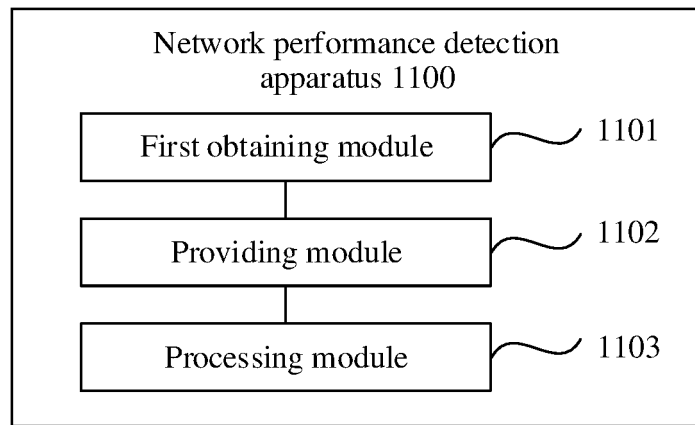 Network performance detection
apparatus 1100
First obtaining module
1101
Providing module
1102
Processing module
1103